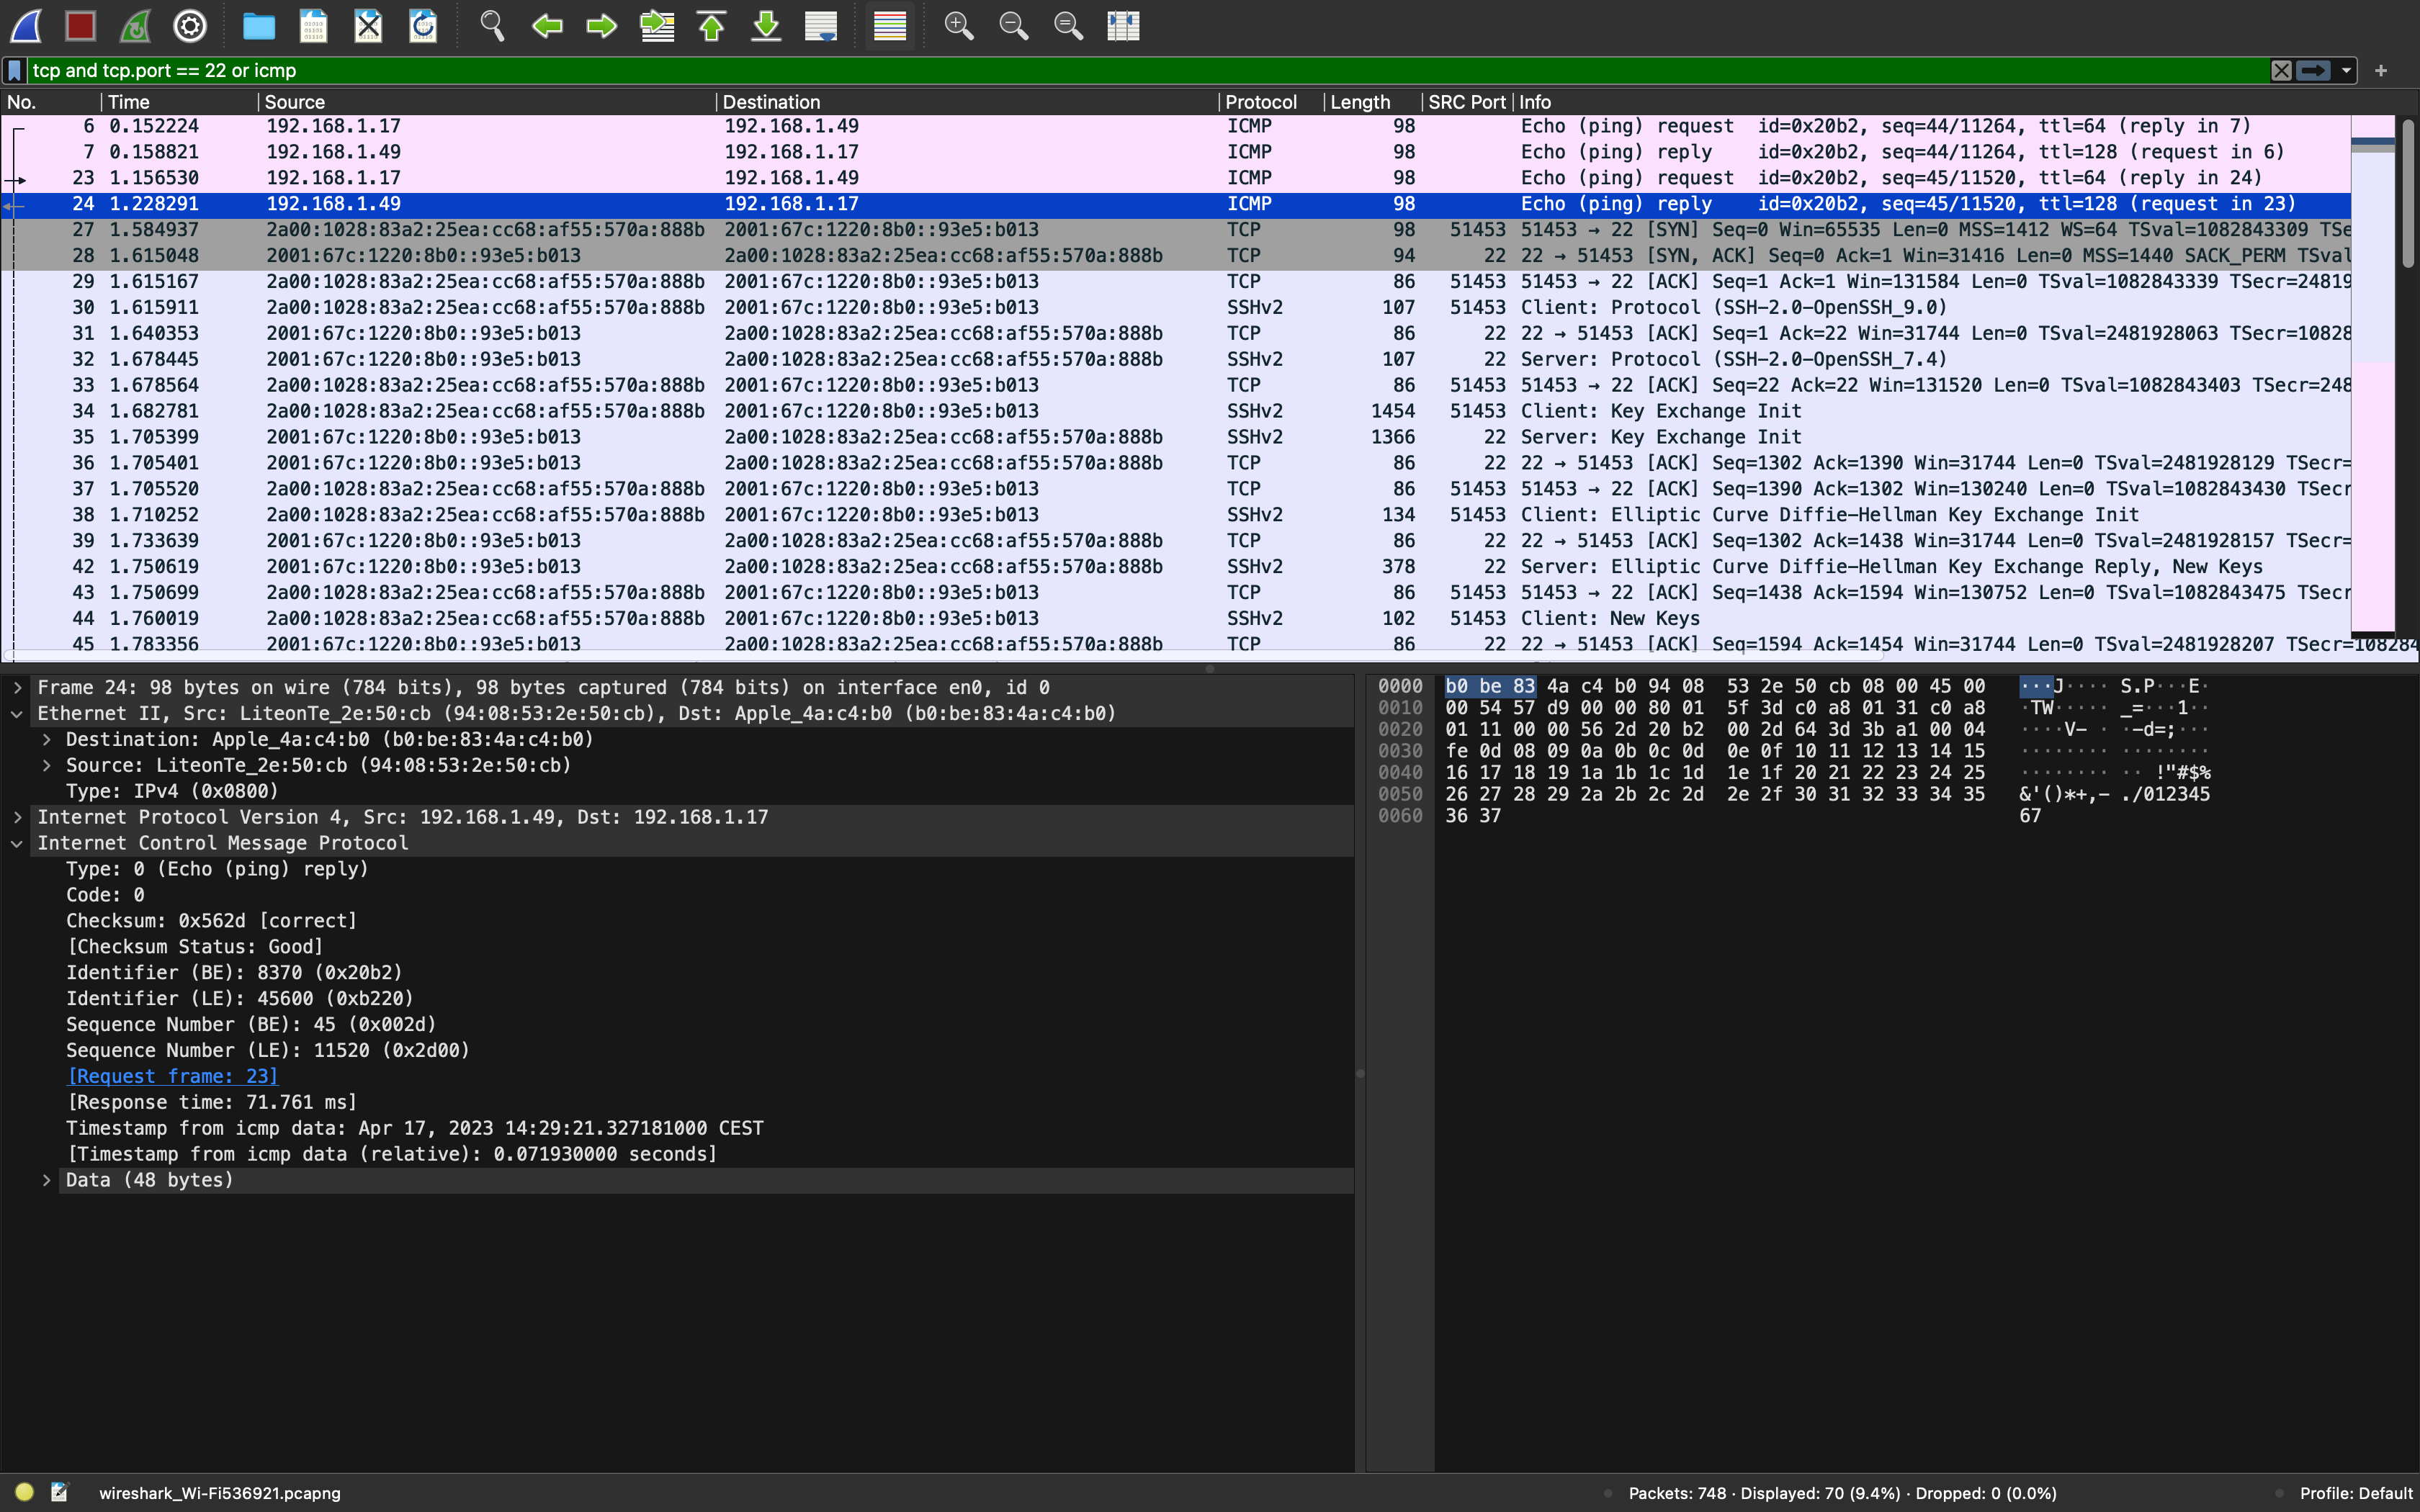 tcp and tcp.port == 22 or icmp
No. Time Source Destination Protocol Length SRC Port Info
6 0.152224 192.168.1.17 192.168.1.49 ICMP 98 Echo (ping) request id=0x20b2, seq=44/11264, ttl=64 (reply in 7)
7 0.158821 192.168.1.49 192.168.1.17 ICMP 98 Echo (ping) reply id=0x20b2, seq=44/11264, ttl=128 (request in 6)
23 1.156530 192.168.1.17 192.168.1.49 ICMP 98 Echo (ping) request id=0x20b2, seq=45/11520, ttl=64 (reply in 24)
24 1.228291 192.168.1.49 192.168.1.17 ICMP 98 Echo (ping) reply id=0x20b2, seq=45/11520, ttl=128 (request in 23)
27 1.584937 2a00:1028:83a2:25ea:cc68:af55:570a:888b 2001:67c:1220:8b0::93e5:b013 TCP 98 51453 51453 → 22 [SYN] Seq=0 Win=65535 Len=0 MSS=1412 WS=64 TSval=1082843309 TSe
28 1.615048 2001:67c:1220:8b0::93e5:b013 2a00:1028:83a2:25ea:cc68:af55:570a:888b TCP 94 22 22 → 51453 [SYN, ACK] Seq=0 Ack=1 Win=31416 Len=0 MSS=1440 SACK_PERM TSval
29 1.615167 2a00:1028:83a2:25ea:cc68:af55:570a:888b 2001:67c:1220:8b0::93e5:b013 TCP 86 51453 51453 → 22 [ACK] Seq=1 Ack=1 Win=131584 Len=0 TSval=1082843339 TSecr=24819
30 1.615911 2a00:1028:83a2:25ea:cc68:af55:570a:888b 2001:67c:1220:8b0::93e5:b013 SSHv2 107 51453 Client: Protocol (SSH-2.0-OpenSSH_9.0)
31 1.640353 2001:67c:1220:8b0::93e5:b013 2a00:1028:83a2:25ea:cc68:af55:570a:888b TCP 86 22 22 → 51453 [ACK] Seq=1 Ack=22 Win=31744 Len=0 TSval=2481928063 TSecr=10828
32 1.678445 2001:67c:1220:8b0::93e5:b013 2a00:1028:83a2:25ea:cc68:af55:570a:888b SSHv2 107 22 Server: Protocol (SSH-2.0-OpenSSH_7.4)
33 1.678564 2a00:1028:83a2:25ea:cc68:af55:570a:888b 2001:67c:1220:8b0::93e5:b013 TCP 86 51453 51453 → 22 [ACK] Seq=22 Ack=22 Win=131520 Len=0 TSval=1082843403 TSecr=248
34 1.682781 2a00:1028:83a2:25ea:cc68:af55:570a:888b 2001:67c:1220:8b0::93e5:b013 SSHv2 1454 51453 Client: Key Exchange Init
35 1.705399 2001:67c:1220:8b0::93e5:b013 2a00:1028:83a2:25ea:cc68:af55:570a:888b SSHv2 1366 22 Server: Key Exchange Init
36 1.705401 2001:67c:1220:8b0::93e5:b013 2a00:1028:83a2:25ea:cc68:af55:570a:888b TCP 86 22 22 → 51453 [ACK] Seq=1302 Ack=1390 Win=31744 Len=0 TSval=2481928129 TSecr=
37 1.705520 2a00:1028:83a2:25ea:cc68:af55:570a:888b 2001:67c:1220:8b0::93e5:b013 TCP 86 51453 51453 → 22 [ACK] Seq=1390 Ack=1302 Win=130240 Len=0 TSval=1082843430 TSecr
38 1.710252 2a00:1028:83a2:25ea:cc68:af55:570a:888b 2001:67c:1220:8b0::93e5:b013 SSHv2 134 51453 Client: Elliptic Curve Diffie-Hellman Key Exchange Init
39 1.733639 2001:67c:1220:8b0::93e5:b013 2a00:1028:83a2:25ea:cc68:af55:570a:888b TCP 86 22 22 → 51453 [ACK] Seq=1302 Ack=1438 Win=31744 Len=0 TSval=2481928157 TSecr=
42 1.750619 2001:67c:1220:8b0::93e5:b013 2a00:1028:83a2:25ea:cc68:af55:570a:888b SSHv2 378 22 Server: Elliptic Curve Diffie-Hellman Key Exchange Reply, New Keys
43 1.750699 2a00:1028:83a2:25ea:cc68:af55:570a:888b 2001:67c:1220:8b0::93e5:b013 TCP 86 51453 51453 → 22 [ACK] Seq=1438 Ack=1594 Win=130752 Len=0 TSval=1082843475 TSecr
44 1.760019 2a00:1028:83a2:25ea:cc68:af55:570a:888b 2001:67c:1220:8b0::93e5:b013 SSHv2 102 51453 Client: New Keys
45 1.783356 2001:67c:1220:8b0::93e5:b013 2a00:1028:83a2:25ea:cc68:af55:570a:888b TCP 86 22 22 → 51453 [ACK] Seq=1594 Ack=1454 Win=31744 Len=0 TSval=2481928207 TSecr=108284
Frame 24: 98 bytes on wire (784 bits), 98 bytes captured (784 bits) on interface en0, id 0
Ethernet II, Src: LiteonTe_2e:50:cb (94:08:53:2e:50:cb), Dst: Apple_4a:c4:b0 (b0:be:83:4a:c4:b0)
Destination: Apple_4a:c4:b0 (b0:be:83:4a:c4:b0)
Source: LiteonTe_2e:50:cb (94:08:53:2e:50:cb)
Type: IPv4 (0x0800)
Internet Protocol Version 4, Src: 192.168.1.49, Dst: 192.168.1.17
Internet Control Message Protocol
Type: 0 (Echo (ping) reply)
Code: 0
Checksum: 0x562d [correct]
[Checksum Status: Good]
Identifier (BE): 8370 (0x20b2)
Identifier (LE): 45600 (0xb220)
Sequence Number (BE): 45 (0x002d)
Sequence Number (LE): 11520 (0x2d00)
[Request frame: 23]
[Response time: 71.761 ms]
Timestamp from icmp data: Apr 17, 2023 14:29:21.327181000 CEST
[Timestamp from icmp data (relative): 0.071930000 seconds]
Data (48 bytes)
0000 b0 be 83 4a c4 b0 94 08 53 2e 50 cb 08 00 45 00 ···J···· S.P···E·
0010 00 54 57 d9 00 00 80 01 5f 3d c0 a8 01 31 c0 a8 ·TW····· _=···1··
0020 01 11 00 00 56 2d 20 b2 00 2d 64 3d 3b a1 00 04 ····V- · ·-d=;···
0030 fe 0d 08 09 0a 0b 0c 0d 0e 0f 10 11 12 13 14 15 ········ ········
0040 16 17 18 19 1a 1b 1c 1d 1e 1f 20 21 22 23 24 25 ········ ·· !"#$%
0050 26 27 28 29 2a 2b 2c 2d 2e 2f 30 31 32 33 34 35 &'()*+,- ./012345
0060 36 37 67
wireshark_Wi-Fi536921.pcapng
Packets: 748 · Displayed: 70 (9.4%) · Dropped: 0 (0.0%)
Profile: Default